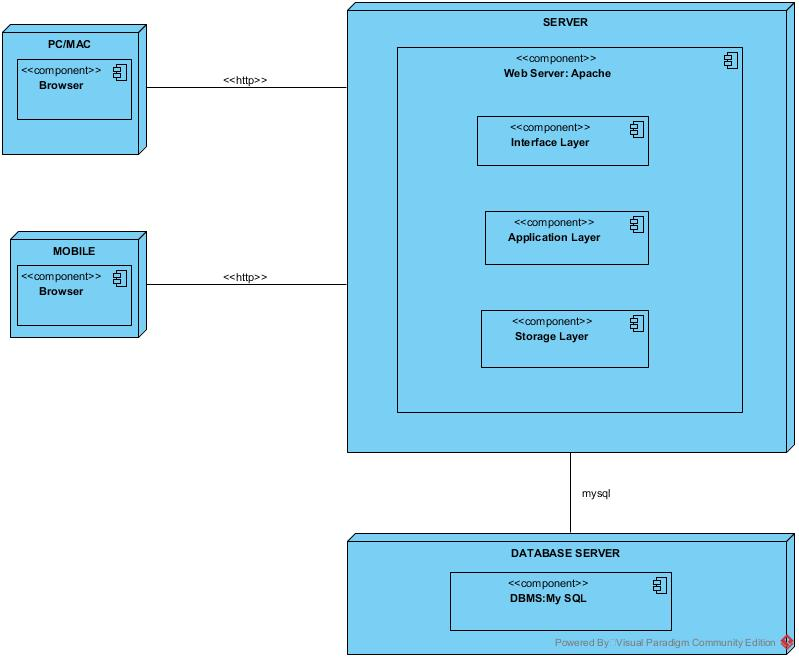 SERVER
PC/MAC
<<component>>
Browser
<<http>>
<<component>>
Web Server: Apache
<<component>>
Interface Layer
<<component>>
Application Layer
MOBILE
<<component>>
Browser
<<http>>
<<component>>
Storage Layer
mysql
DATABASE SERVER
<<component>>
DBMS:My SQL
Powered By Visual Paradigm Community Edition